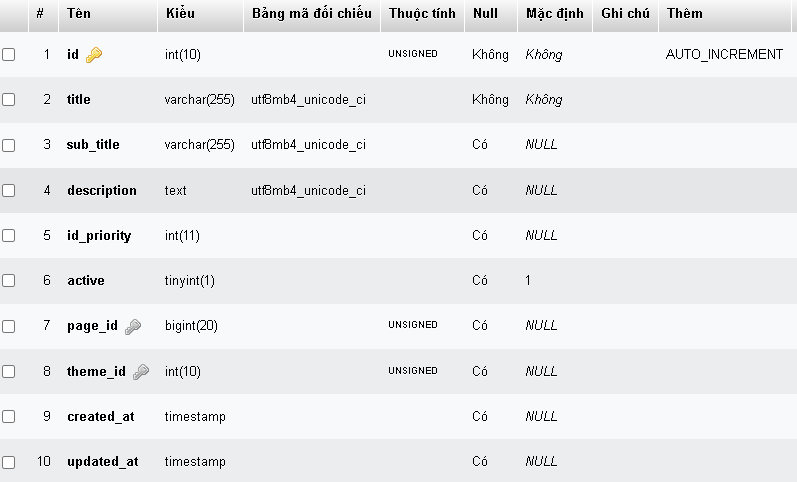 # Tên Kiểu Bảng mã đối chiếu Thuộc tính Null Mặc định Ghi chú Thêm
1 id int(10) UNSIGNED Không Không AUTO_INCREMENT
2 title varchar(255) utf8mb4_unicode_ci Không Không
3 sub_title varchar(255) utf8mb4_unicode_ci Có NULL
4 description text utf8mb4_unicode_ci Có NULL
5 id_priority int(11) Có NULL
6 active tinyint(1) Có 1
7 page_id bigint(20) UNSIGNED Có NULL
8 theme_id int(10) UNSIGNED Có NULL
9 created_at timestamp Có NULL
10 updated_at timestamp Có NULL